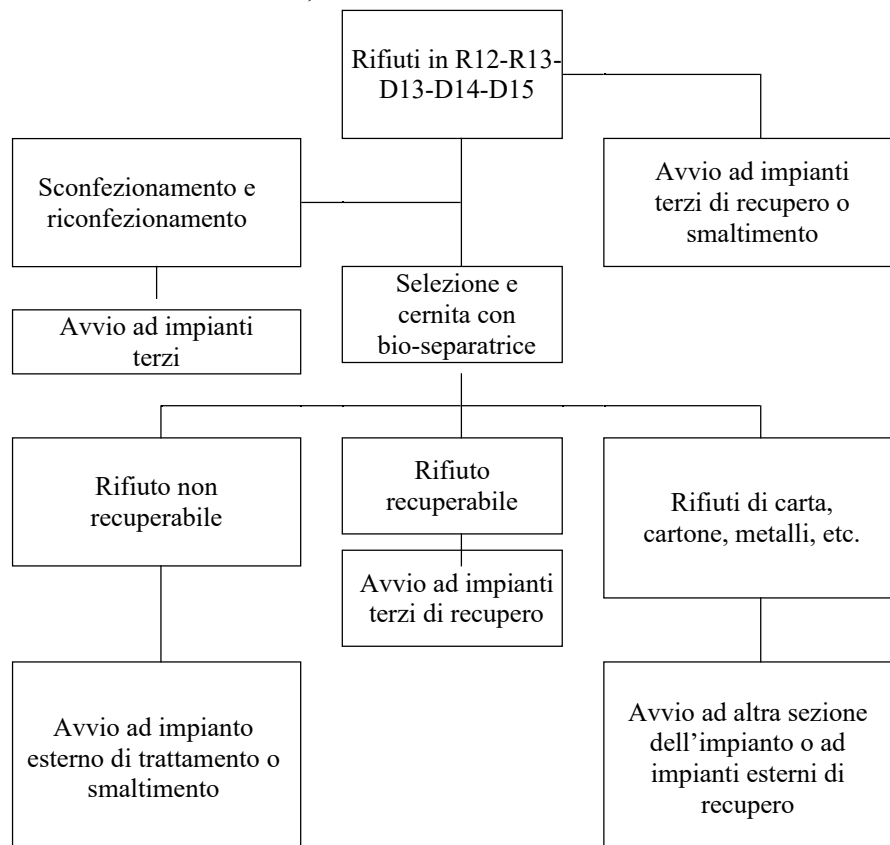 Rifiuti in R12-R13-
D13-D14-D15
Sconfezionamento e
riconfezionamento
Avvio ad impianti
terzi di recupero o
smaltimento
Avvio ad impianti
terzi
Selezione e
cernita con
bio-separatrice
Rifiuto non
recuperabile
Rifiuto
recuperabile
Rifiuti di carta,
cartone, metalli, etc.
Avvio ad impianti
terzi di recupero
Avvio ad impianto
esterno di trattamento o
smaltimento
Avvio ad altra sezione
dell’impianto o ad
impianti esterni di
recupero